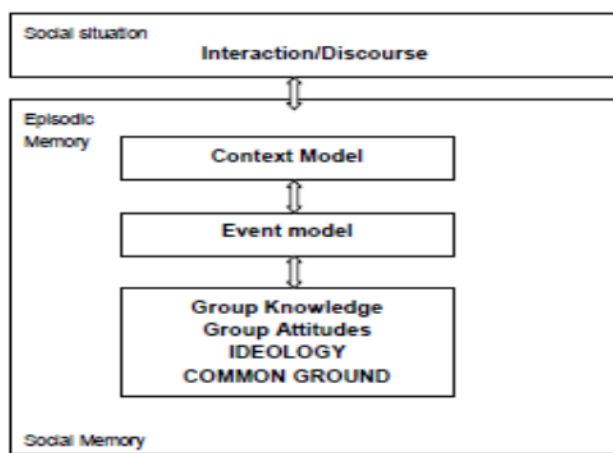 Social situation
Interaction/Discourse
Episodic
Memory
Context Model
Event model
Group Knowledge
Group Attitudes
IDEOLOGY
COMMON GROUND
Social Memory